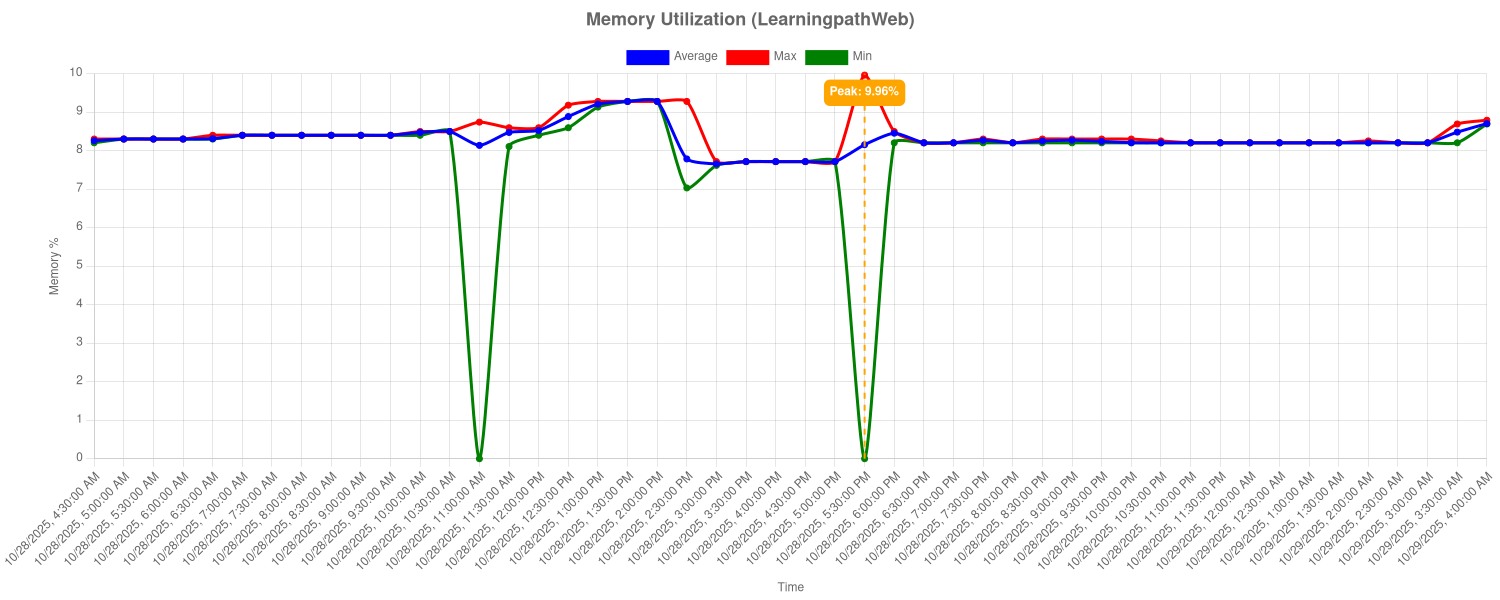 Memory Utilization (LearningpathWeb)
Average Max Min
10
9
8
7
6
5
4
3
2
1
0
Memory %
Peak: 9.96%
10/28/2025, 4:30:00 AM
10/28/2025, 5:00:00 AM
10/28/2025, 5:30:00 AM
10/28/2025, 6:00:00 AM
10/28/2025, 6:30:00 AM
10/28/2025, 7:00:00 AM
10/28/2025, 7:30:00 AM
10/28/2025, 8:00:00 AM
10/28/2025, 8:30:00 AM
10/28/2025, 9:00:00 AM
10/28/2025, 9:30:00 AM
10/28/2025, 10:00:00 AM
10/28/2025, 10:30:00 AM
10/28/2025, 11:00:00 AM
10/28/2025, 11:30:00 AM
10/28/2025, 12:00:00 PM
10/28/2025, 12:30:00 PM
10/28/2025, 1:00:00 PM
10/28/2025, 1:30:00 PM
10/28/2025, 2:00:00 PM
10/28/2025, 2:30:00 PM
10/28/2025, 3:00:00 PM
10/28/2025, 3:30:00 PM
10/28/2025, 4:00:00 PM
10/28/2025, 4:30:00 PM
10/28/2025, 5:00:00 PM
10/28/2025, 5:30:00 PM
10/28/2025, 6:00:00 PM
10/28/2025, 6:30:00 PM
10/28/2025, 7:00:00 PM
10/28/2025, 7:30:00 PM
10/28/2025, 8:00:00 PM
10/28/2025, 8:30:00 PM
10/28/2025, 9:00:00 PM
10/28/2025, 9:30:00 PM
10/28/2025, 10:00:00 PM
10/28/2025, 10:30:00 PM
10/28/2025, 11:00:00 PM
10/28/2025, 11:30:00 PM
10/29/2025, 12:00:00 AM
10/29/2025, 12:30:00 AM
10/29/2025, 1:00:00 AM
10/29/2025, 1:30:00 AM
10/29/2025, 2:00:00 AM
10/29/2025, 2:30:00 AM
10/29/2025, 3:00:00 AM
10/29/2025, 3:30:00 AM
10/29/2025, 4:00:00 AM
Time